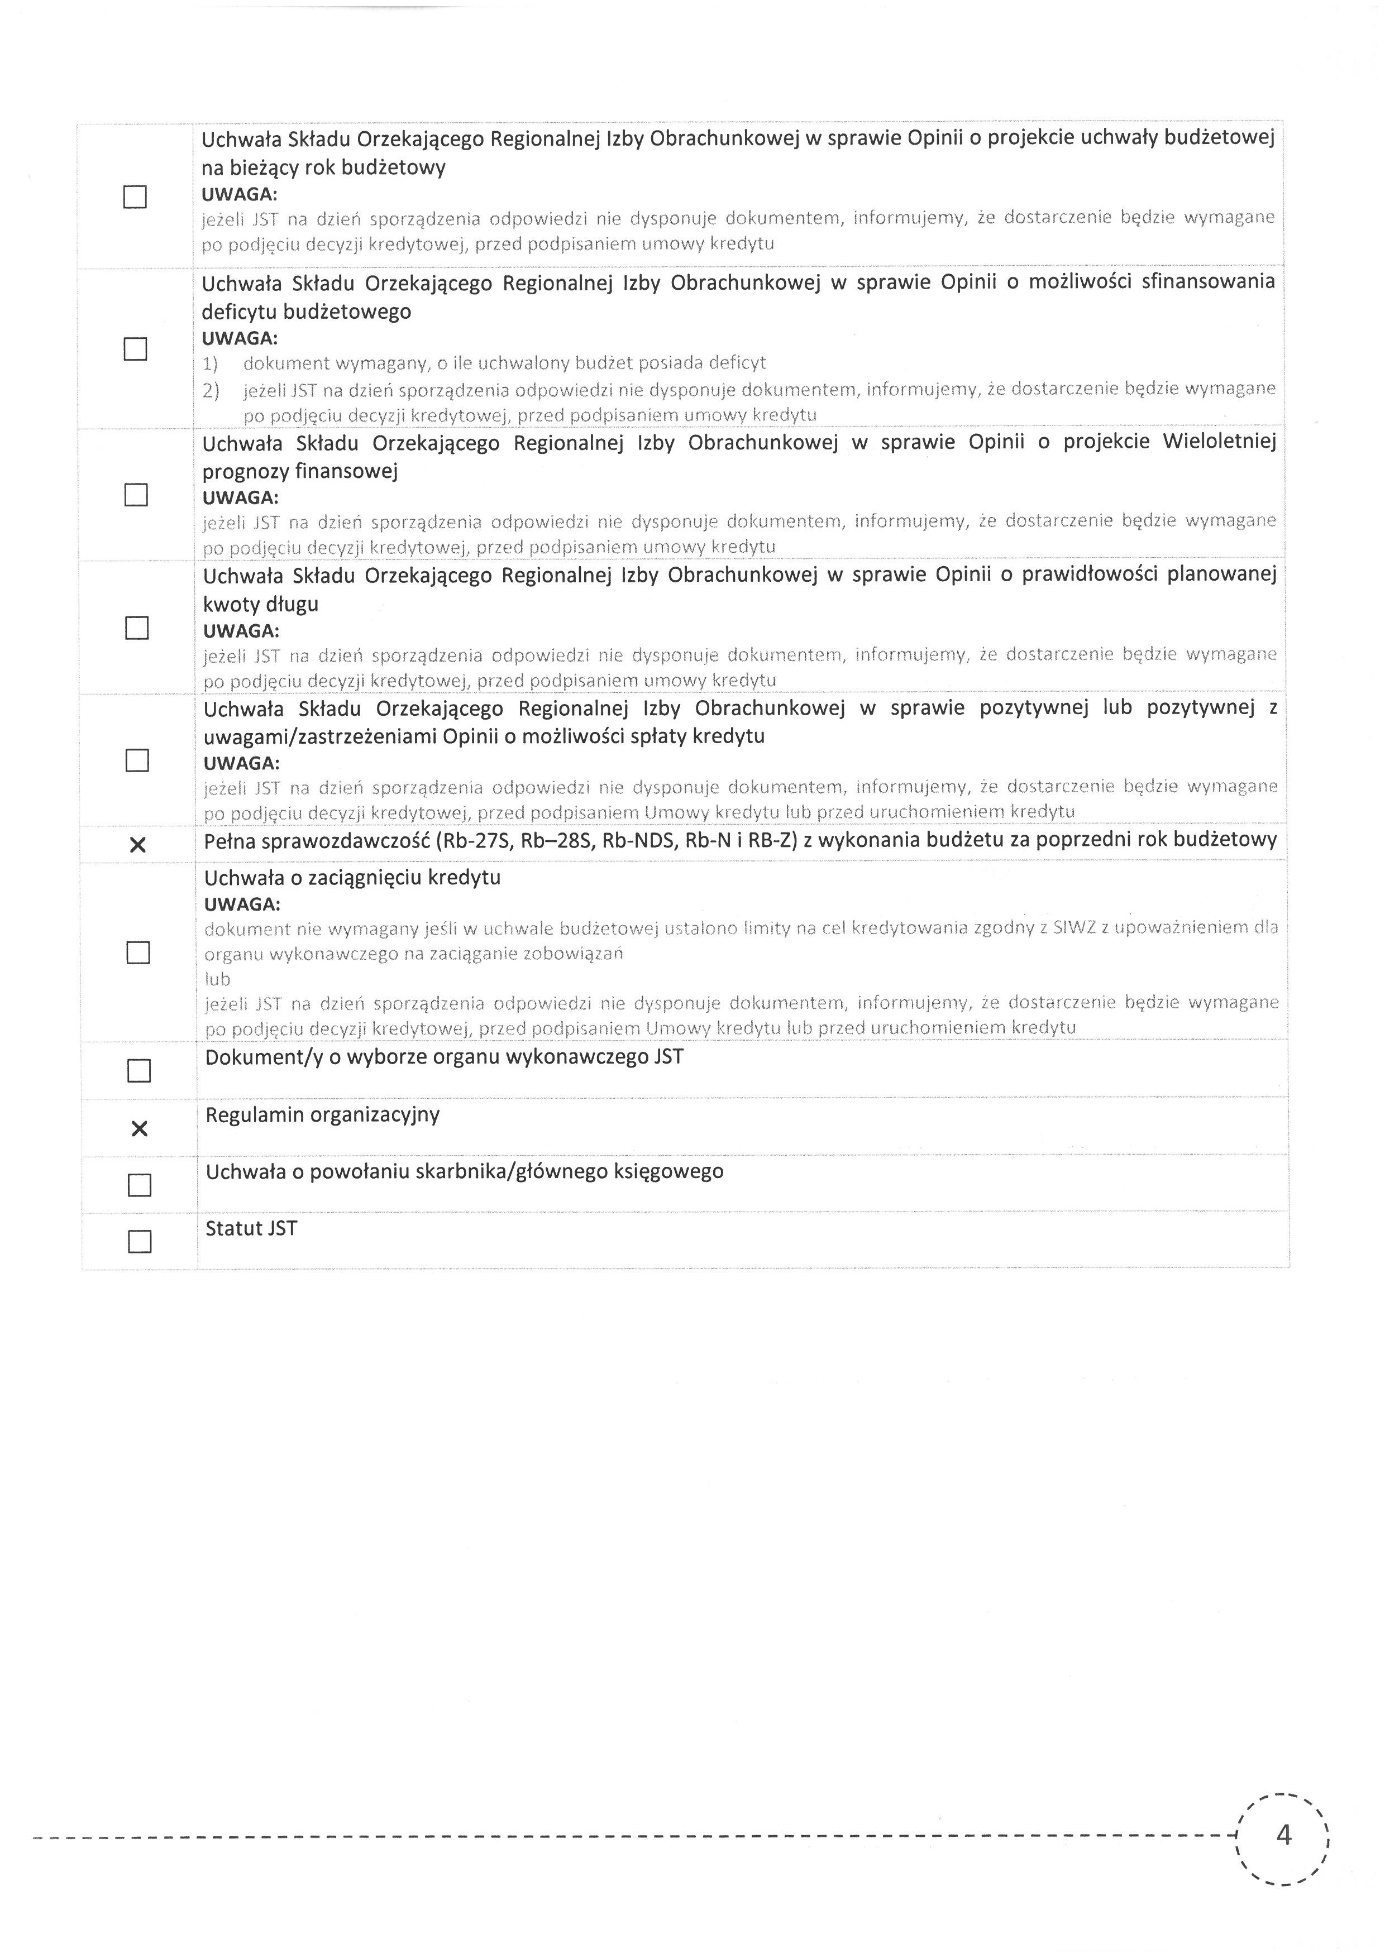 ☐
Uchwała Składu Orzekającego Regionalnej Izby Obrachunkowej w sprawie Opinii o projekcie uchwały budżetowej
na bieżący rok budżetowy
UWAGA:
jeżeli JST na dzień sporządzenia odpowiedzi nie dysponuje dokumentem, informujemy, że dostarczenie będzie wymagane
po podjęciu decyzji kredytowej, przed podpisaniem umowy kredytu
☐
Uchwała Składu Orzekającego Regionalnej Izby Obrachunkowej w sprawie Opinii o możliwości sfinansowania
deficytu budżetowego
UWAGA:
1) dokument wymagany, o ile uchwalony budżet posiada deficyt
2) jeżeli JST na dzień sporządzenia odpowiedzi nie dysponuje dokumentem, informujemy, że dostarczenie będzie wymagane
po podjęciu decyzji kredytowej, przed podpisaniem umowy kredytu
☐
Uchwała Składu Orzekającego Regionalnej Izby Obrachunkowej w sprawie Opinii o projekcie Wieloletniej
prognozy finansowej
UWAGA:
jeżeli JST na dzień sporządzenia odpowiedzi nie dysponuje dokumentem, informujemy, że dostarczenie będzie wymagane
po podjęciu decyzji kredytowej, przed podpisaniem umowy kredytu
☐
Uchwała Składu Orzekającego Regionalnej Izby Obrachunkowej w sprawie Opinii o prawidłowości planowanej
kwoty długu
UWAGA:
jeżeli JST na dzień sporządzenia odpowiedzi nie dysponuje dokumentem, informujemy, że dostarczenie będzie wymagane
po podjęciu decyzji kredytowej, przed podpisaniem umowy kredytu
☐
Uchwała Składu Orzekającego Regionalnej Izby Obrachunkowej w sprawie pozytywnej lub pozytywnej z
uwagami/zastrzeżeniami Opinii o możliwości spłaty kredytu
UWAGA:
jeżeli JST na dzień sporządzenia odpowiedzi nie dysponuje dokumentem, informujemy, że dostarczenie będzie wymagane
po podjęciu decyzji kredytowej, przed podpisaniem Umowy kredytu lub przed uruchomieniem kredytu
X Pełna sprawozdawczość (Rb-27S, Rb–28S, Rb-NDS, Rb-N i RB-Z) z wykonania budżetu za poprzedni rok budżetowy
☐
Uchwała o zaciągnięciu kredytu
UWAGA:
dokument nie wymagany jeśli w uchwale budżetowej ustalono limity na cel kredytowania zgodny z SIWZ z upoważnieniem dla
organu wykonawczego na zaciąganie zobowiązań
lub
jeżeli JST na dzień sporządzenia odpowiedzi nie dysponuje dokumentem, informujemy, że dostarczenie będzie wymagane
po podjęciu decyzji kredytowej, przed podpisaniem Umowy kredytu lub przed uruchomieniem kredytu
☐ Dokument/y o wyborze organu wykonawczego JST
X Regulamin organizacyjny
☐ Uchwała o powołaniu skarbnika/głównego księgowego
☐ Statut JST
4